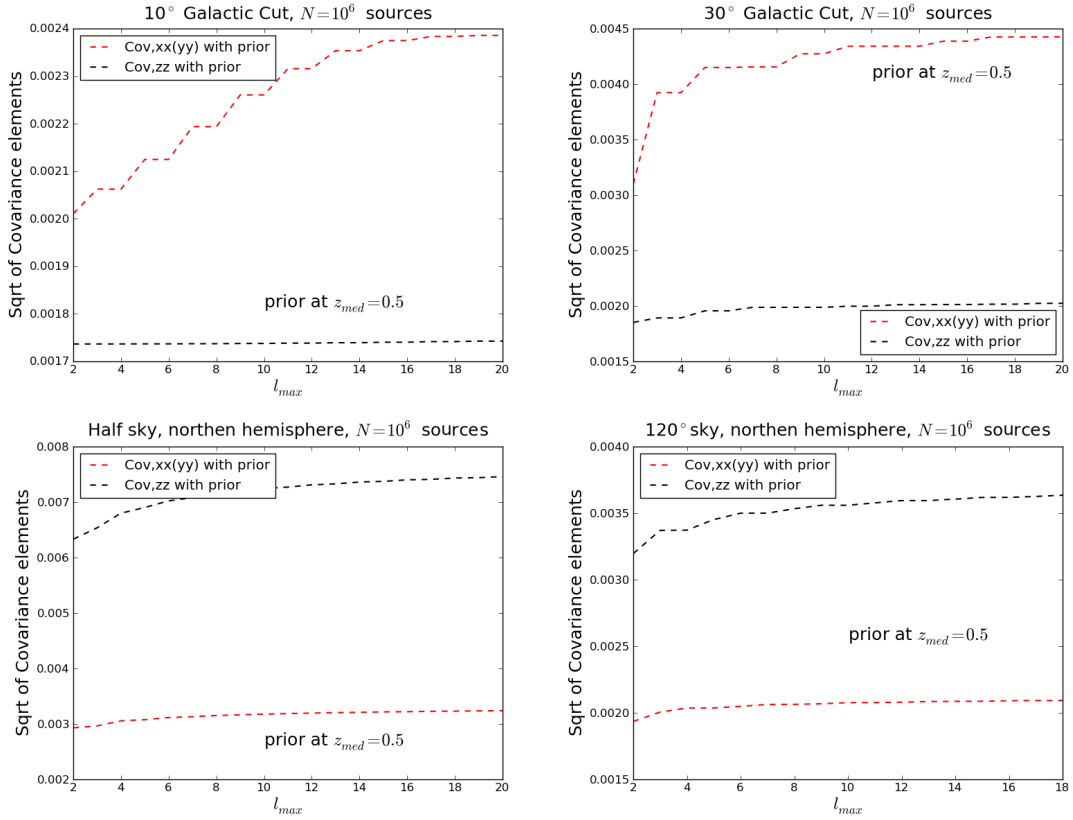 10° Galactic Cut, N=10⁶ sources
Sqrt of Covariance elements
0.0024
0.0023
0.0022
0.0021
0.0020
0.0019
0.0018
0.0017
Cov,xx(yy) with prior
Cov,zz with prior
prior at z_med=0.5
2 4 6 8 10 12 14 16 18 20
l_max
30° Galactic Cut, N=10⁶ sources
Sqrt of Covariance elements
0.0045
0.0040
0.0035
0.0030
0.0025
0.0020
0.0015
prior at z_med=0.5
Cov,xx(yy) with prior
Cov,zz with prior
2 4 6 8 10 12 14 16 18 20
l_max
Half sky, northen hemisphere, N=10⁶ sources
Sqrt of Covariance elements
0.008
0.007
0.006
0.005
0.004
0.003
0.002
Cov,xx(yy) with prior
Cov,zz with prior
prior at z_med=0.5
2 4 6 8 10 12 14 16 18 20
l_max
120° sky, northen hemisphere, N=10⁶ sources
Sqrt of Covariance elements
0.0040
0.0035
0.0030
0.0025
0.0020
0.0015
Cov,xx(yy) with prior
Cov,zz with prior
prior at z_med=0.5
2 4 6 8 10 12 14 16 18
l_max